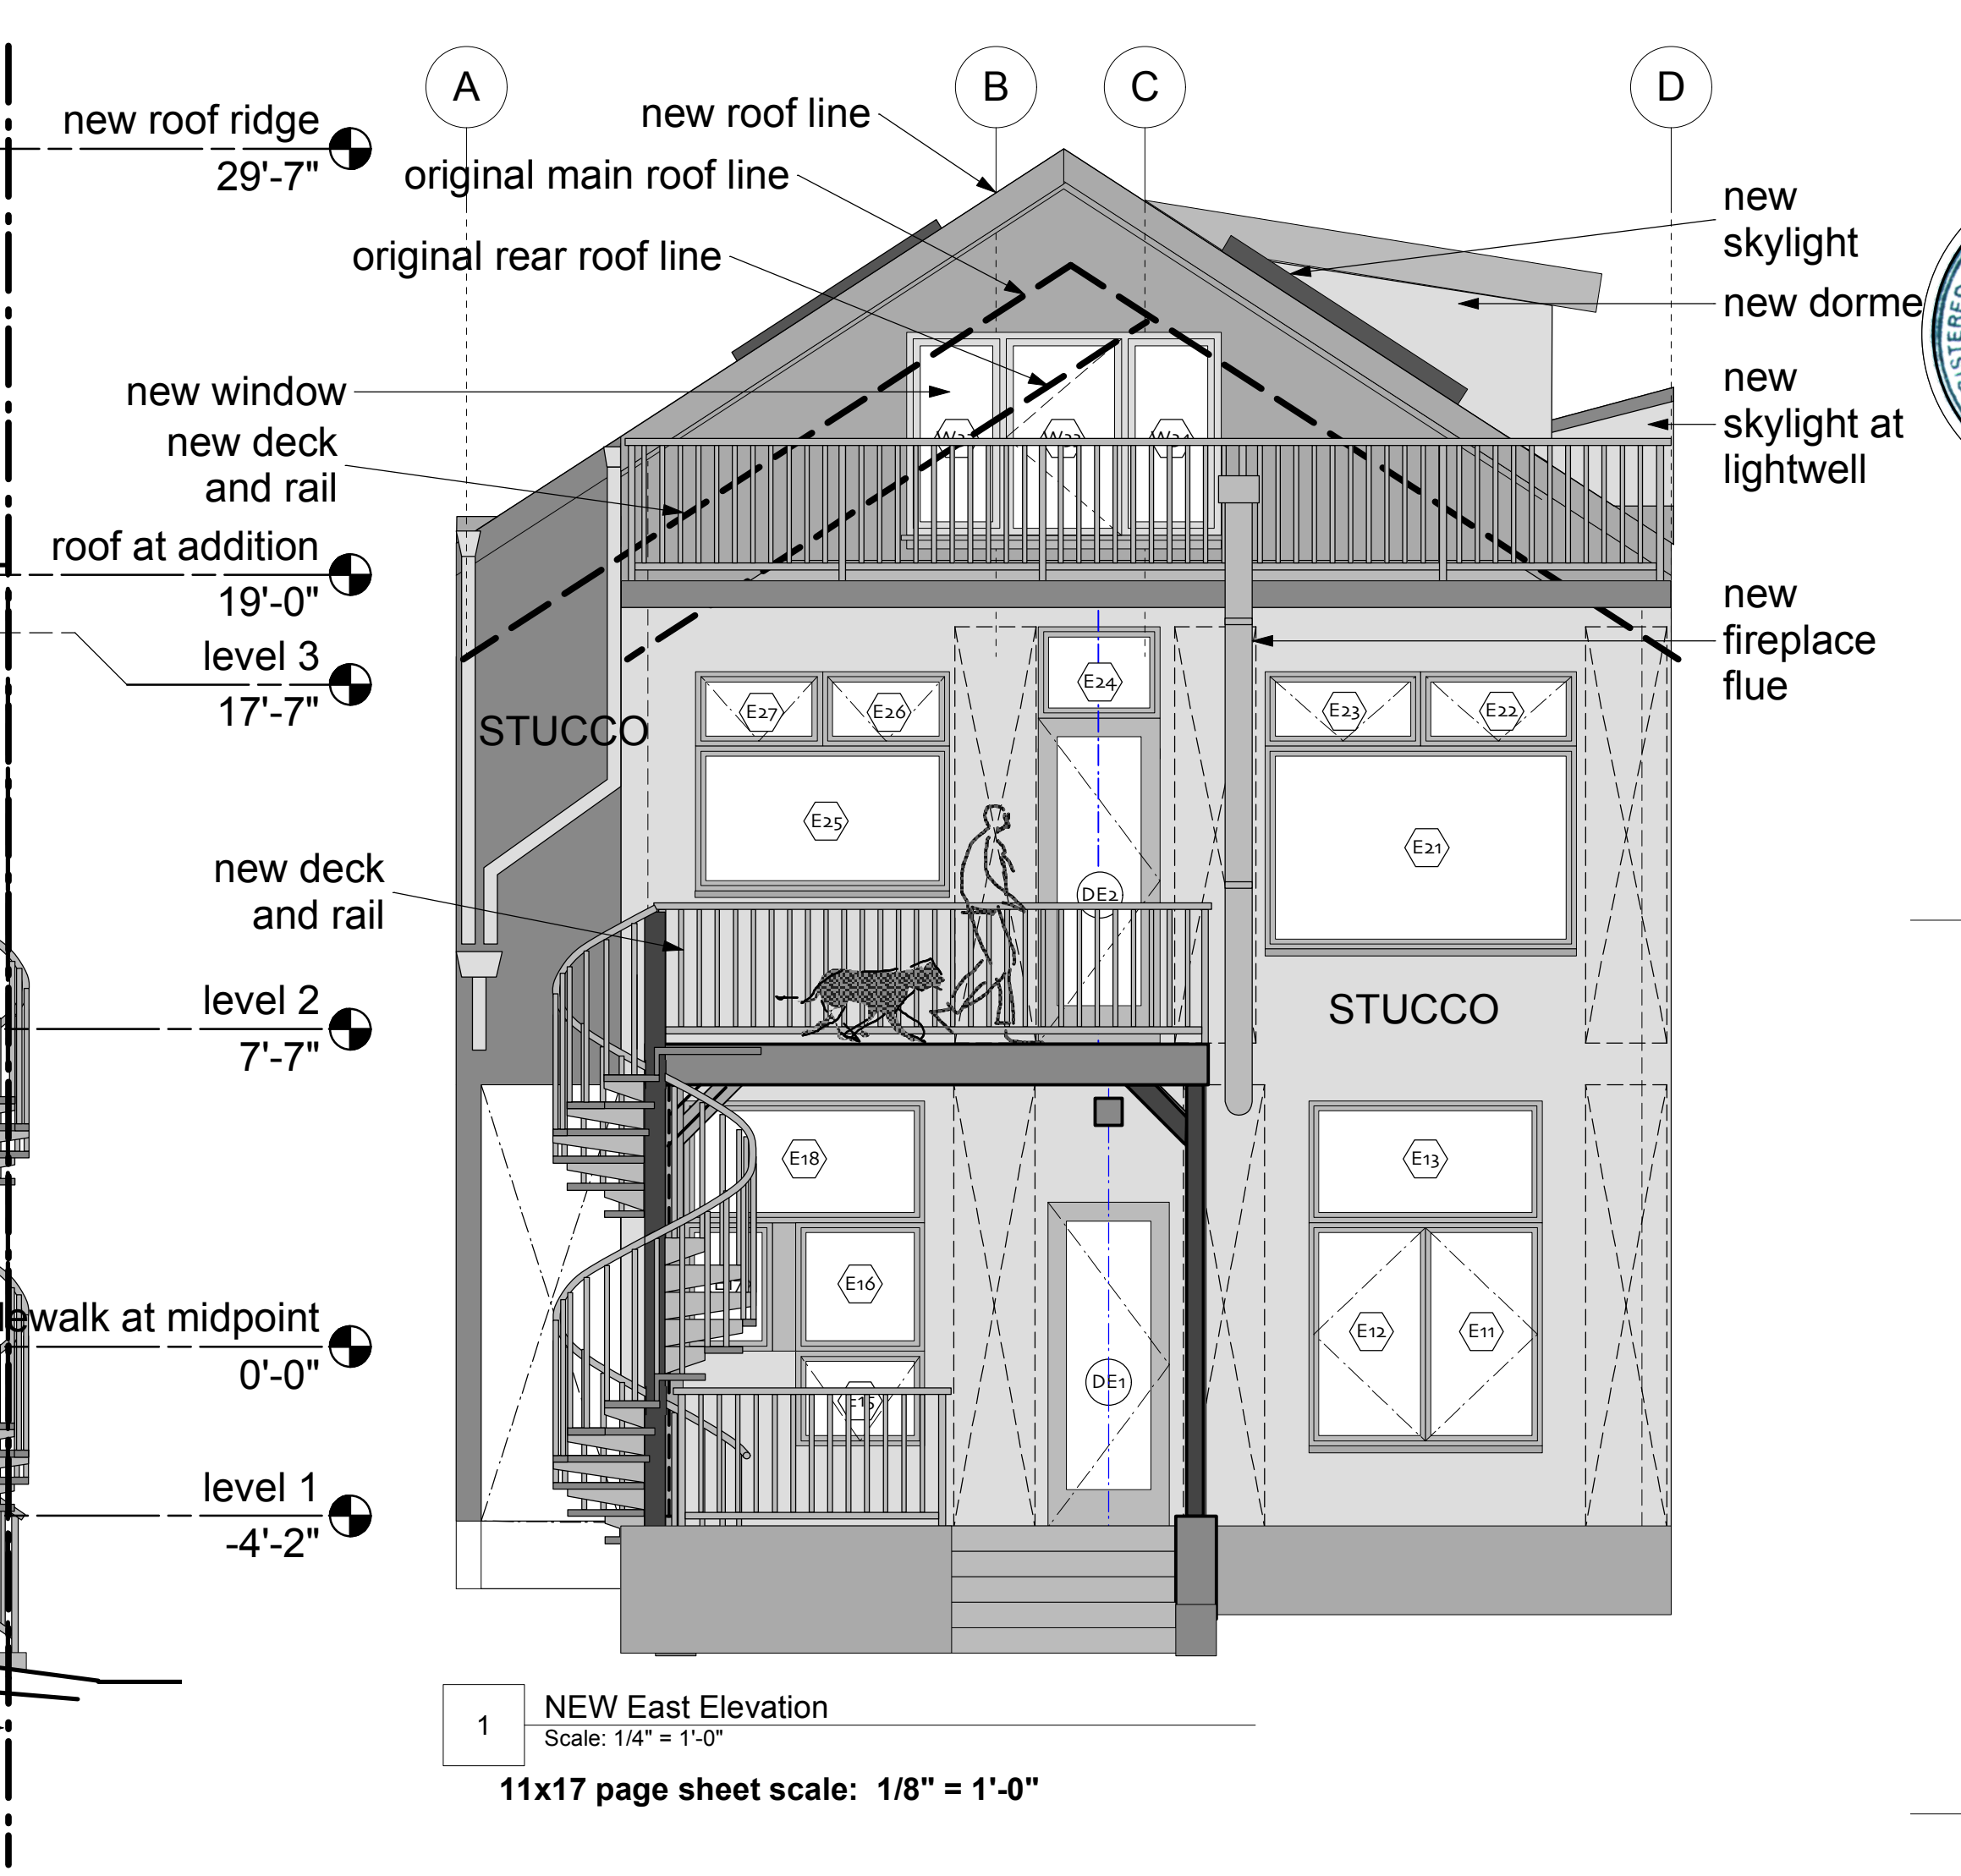 A
B
C
D
new roof ridge
29'-7"
new roof line
original main roof line
original rear roof line
new
skylight
new dorme
new window
new deck
and rail
new
skylight at
lightwell
roof at addition
19'-0"
level 3
17'-7"
new
fireplace
flue
E24
E27
E26
E23
E22
STUCCO
E25
E21
DE2
new deck
and rail
level 2
7'-7"
STUCCO
E18
E13
E16
E12
E11
ewalk at midpoint
0'-0"
DE1
E15
level 1
-4'-2"
1
NEW East Elevation
Scale: 1/4" = 1'-0"
11x17 page sheet scale: 1/8" = 1'-0"